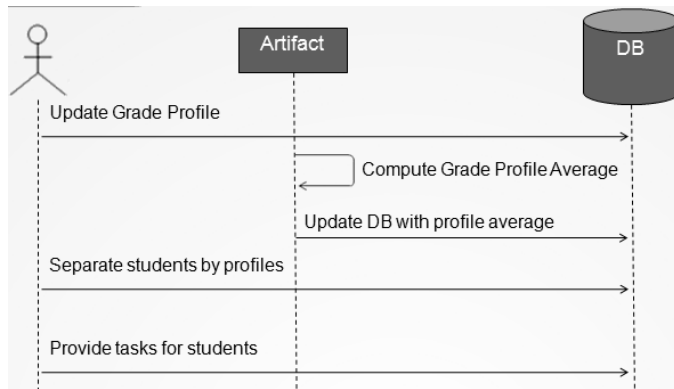 Artifact
DB
Update Grade Profile
Compute Grade Profile Average
Update DB with profile average
Separate students by profiles
Provide tasks for students